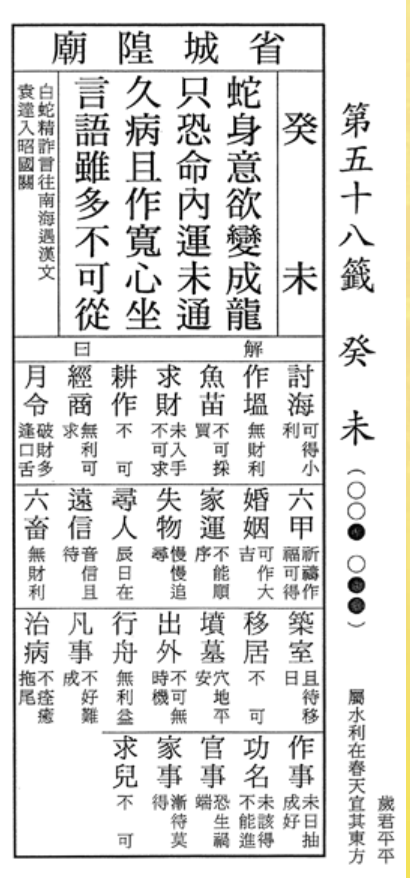 第五十八籤 癸未(○○● ○●●) 屬水利在春天宜其東方
歲君平平
省城隍廟
癸未
蛇身意欲變成龍
只恐命內運未通
久病且作寬心坐
言語雖多不可從
白蛇精詐言往南海遇漢文
袁達入昭國關
解曰
討海 可得小利
作塭 無財利
魚苗 不可採買
求財 未入手不可求
耕作 不可
經商 無利可求
月令 破財多逢口舌
六甲 祈禱作福可得
婚姻 可作大吉
家運 不能順序
失物 慢慢追尋
尋人 辰日在
遠信 音信且待
六畜 無財利
築室 且待移日
移居 不可
墳墓 穴地平安
出外 不可無時機
行舟 無利益
凡事 不好難成
治病 不痊癒拖尾
作事 未日抽成好
功名 未該得不能進
官事 恐生禍端
家事 漸待莫得
求兒 不可